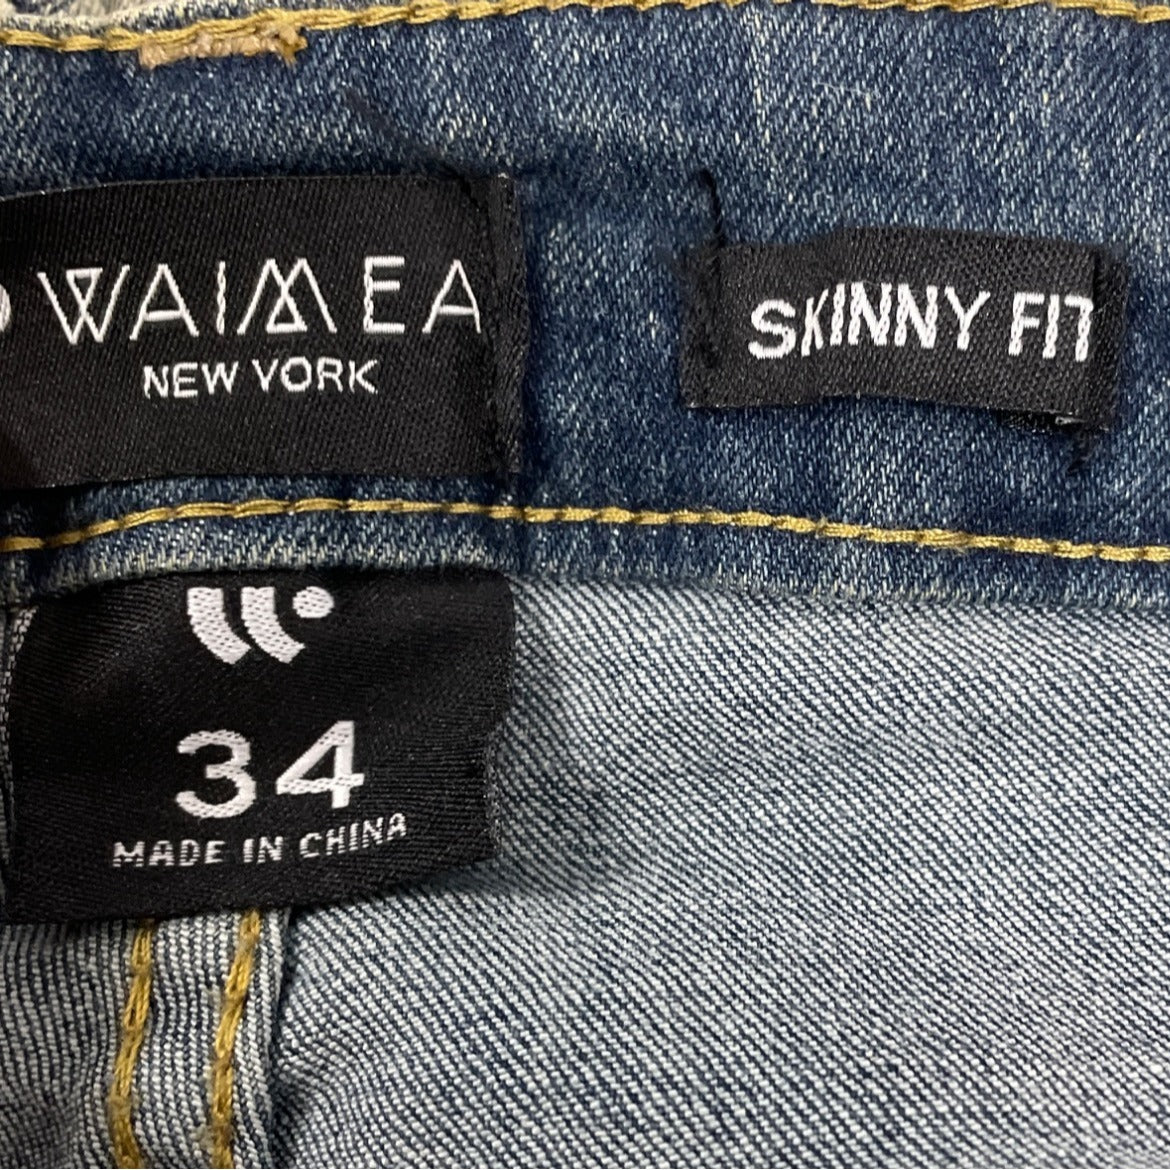 WAIMEA
NEW YORK
SKINNY FIT
34
MADE IN CHINA